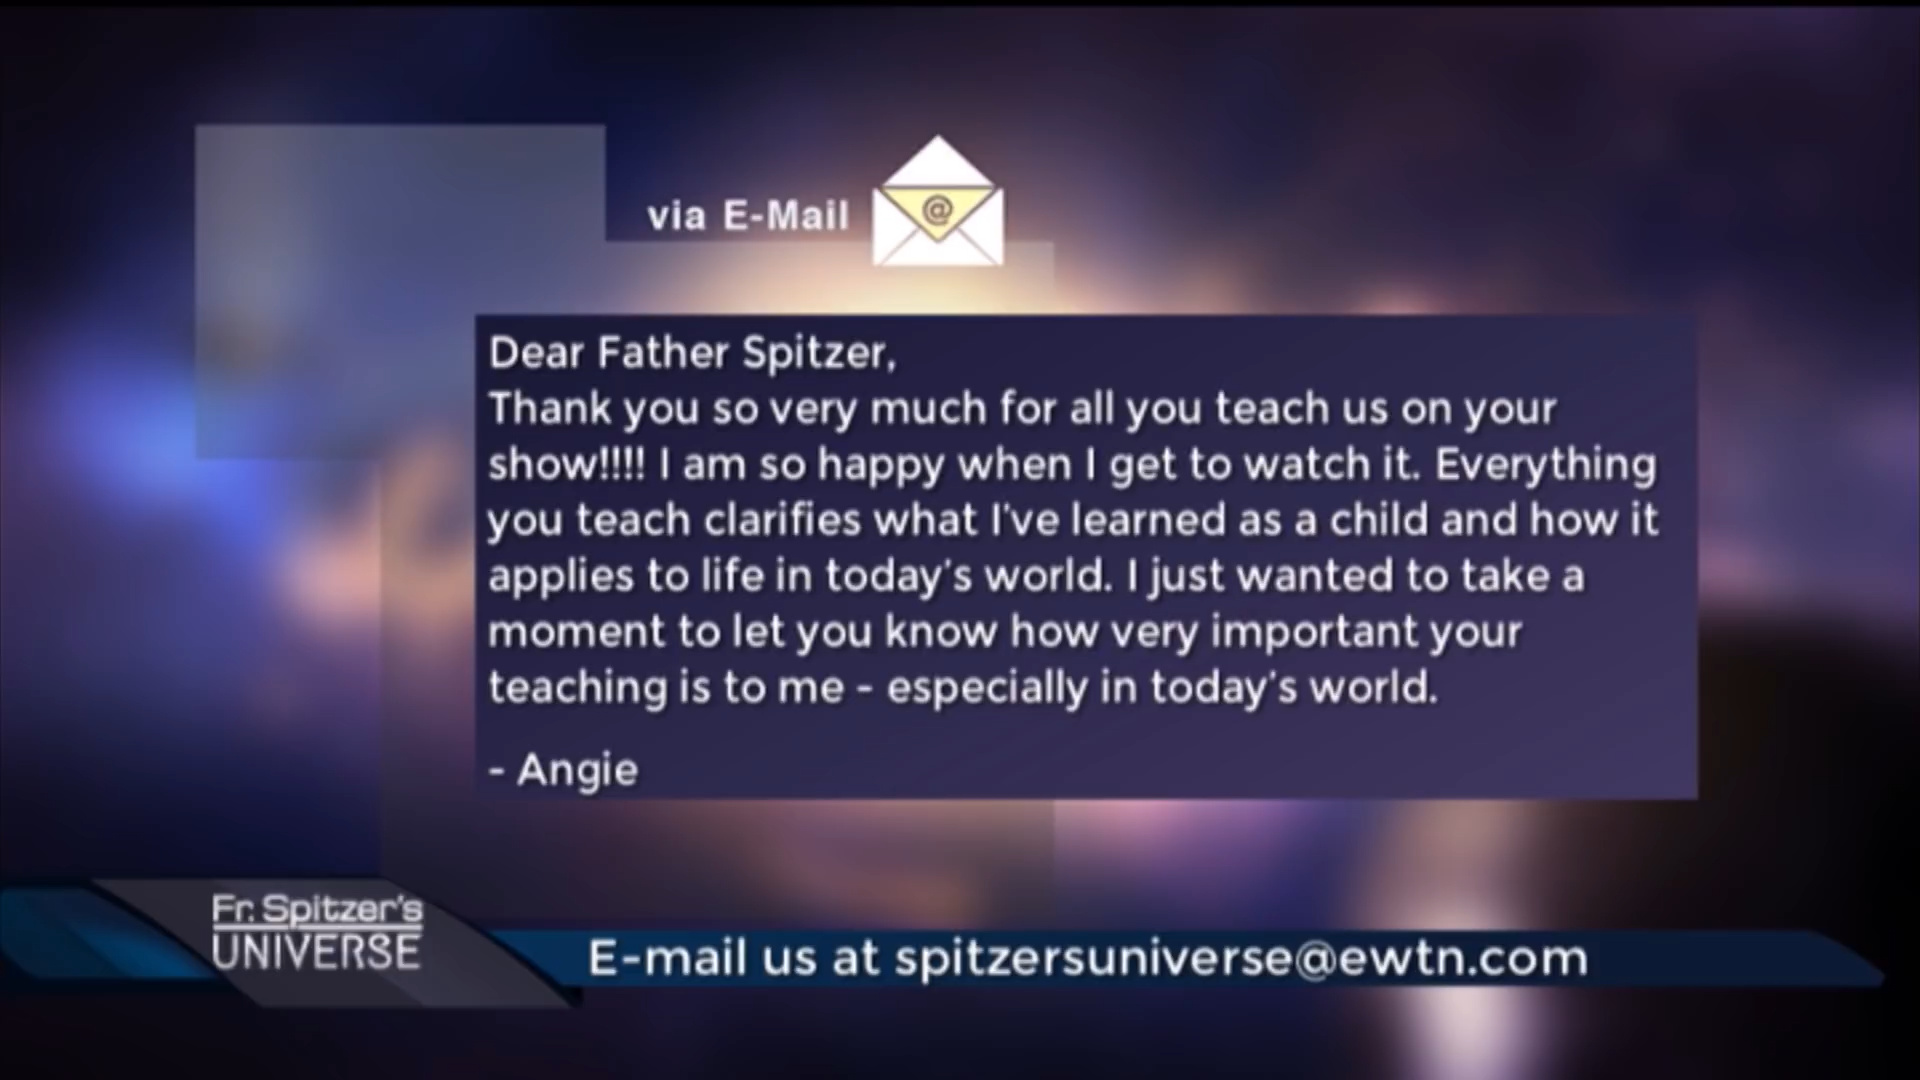 via E-Mail
@
Dear Father Spitzer,
Thank you so very much for all you teach us on your
show!!!! I am so happy when I get to watch it. Everything
you teach clarifies what I've learned as a child and how it
applies to life in today's world. I just wanted to take a
moment to let you know how very important your
teaching is to me - especially in today's world.
- Angie
Fr. Spitzer's
UNIVERSE
E-mail us at spitzersuniverse@ewtn.com